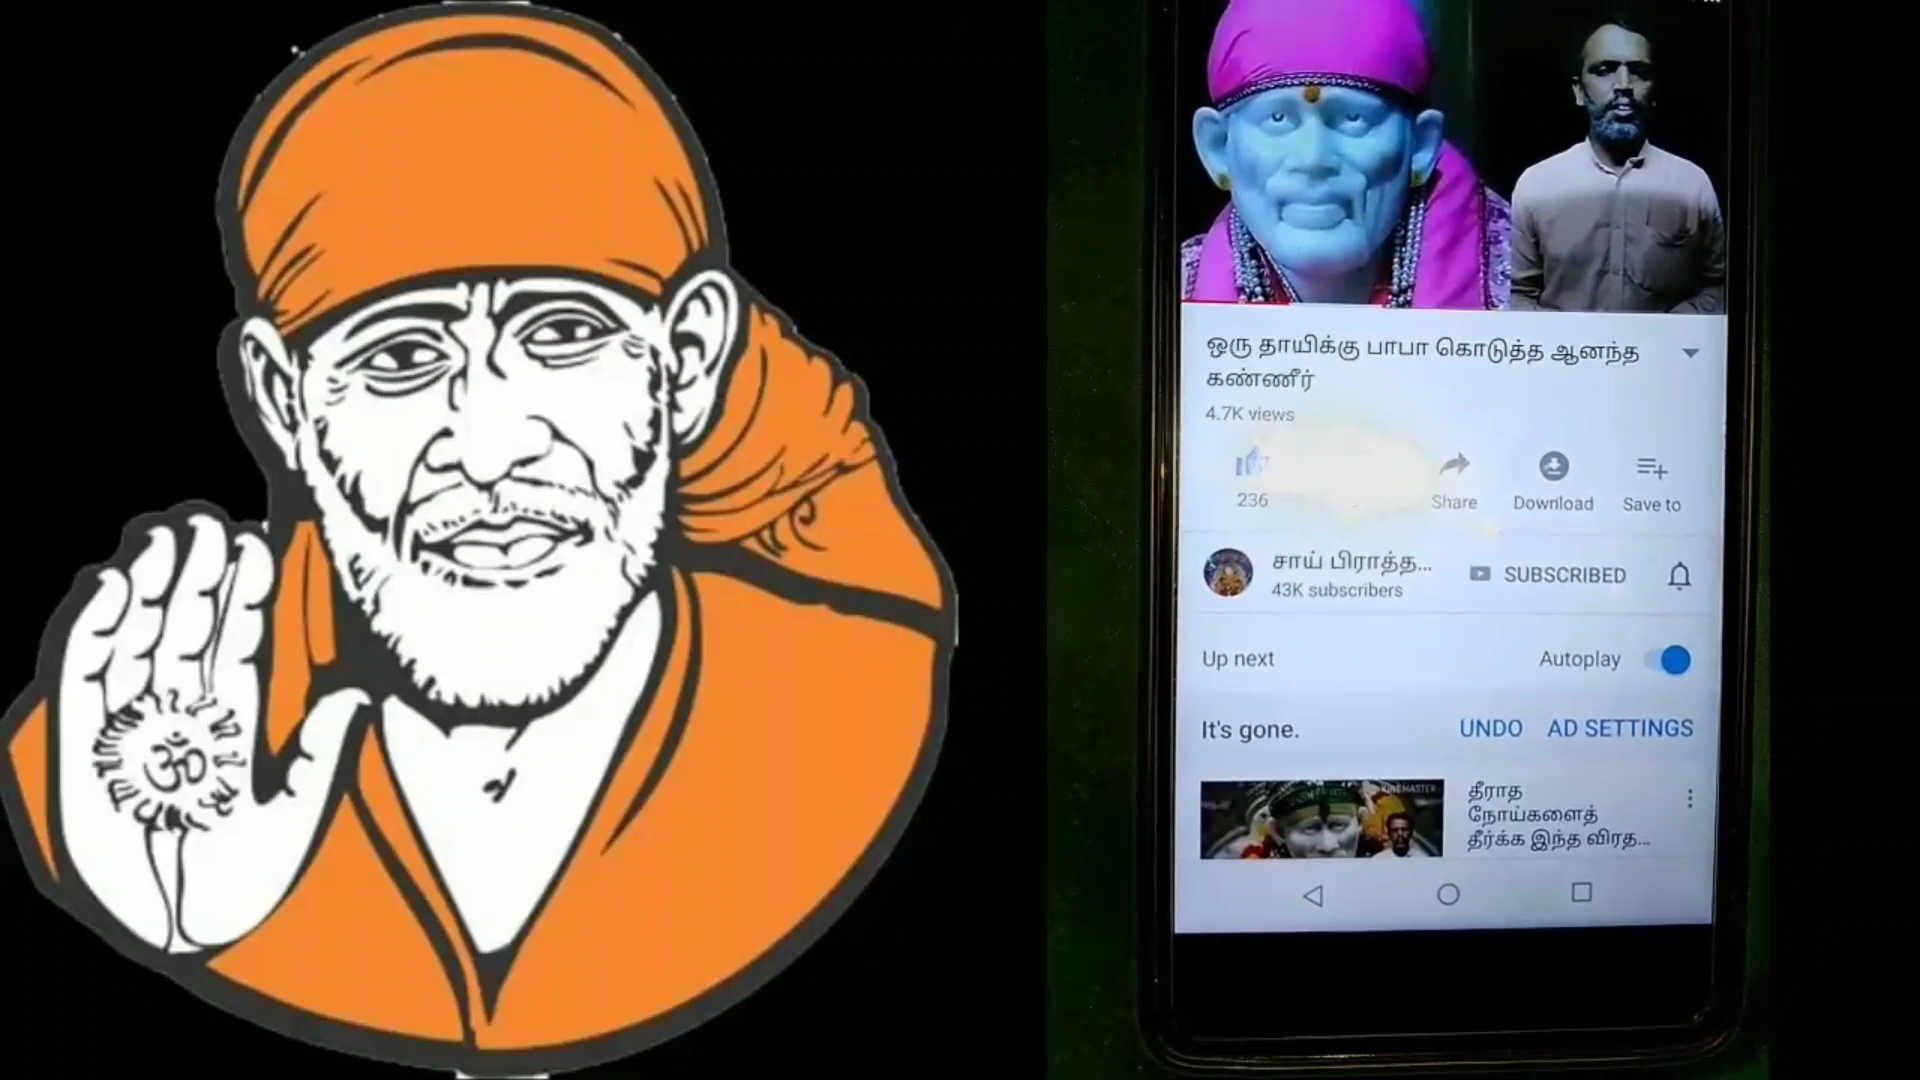 ॐ
ஒரு தாயிக்கு பாபா கொடுத்த ஆனந்த
கண்ணீர்
4.7K views
236
Share
Download
Save to
சாய் பிராத்த...
SUBSCRIBED
43K subscribers
Up next
Autoplay
It's gone.
UNDO
AD SETTINGS
KINEMASTER
தீராத
நோய்களைத்
தீர்க்க இந்த விரத...